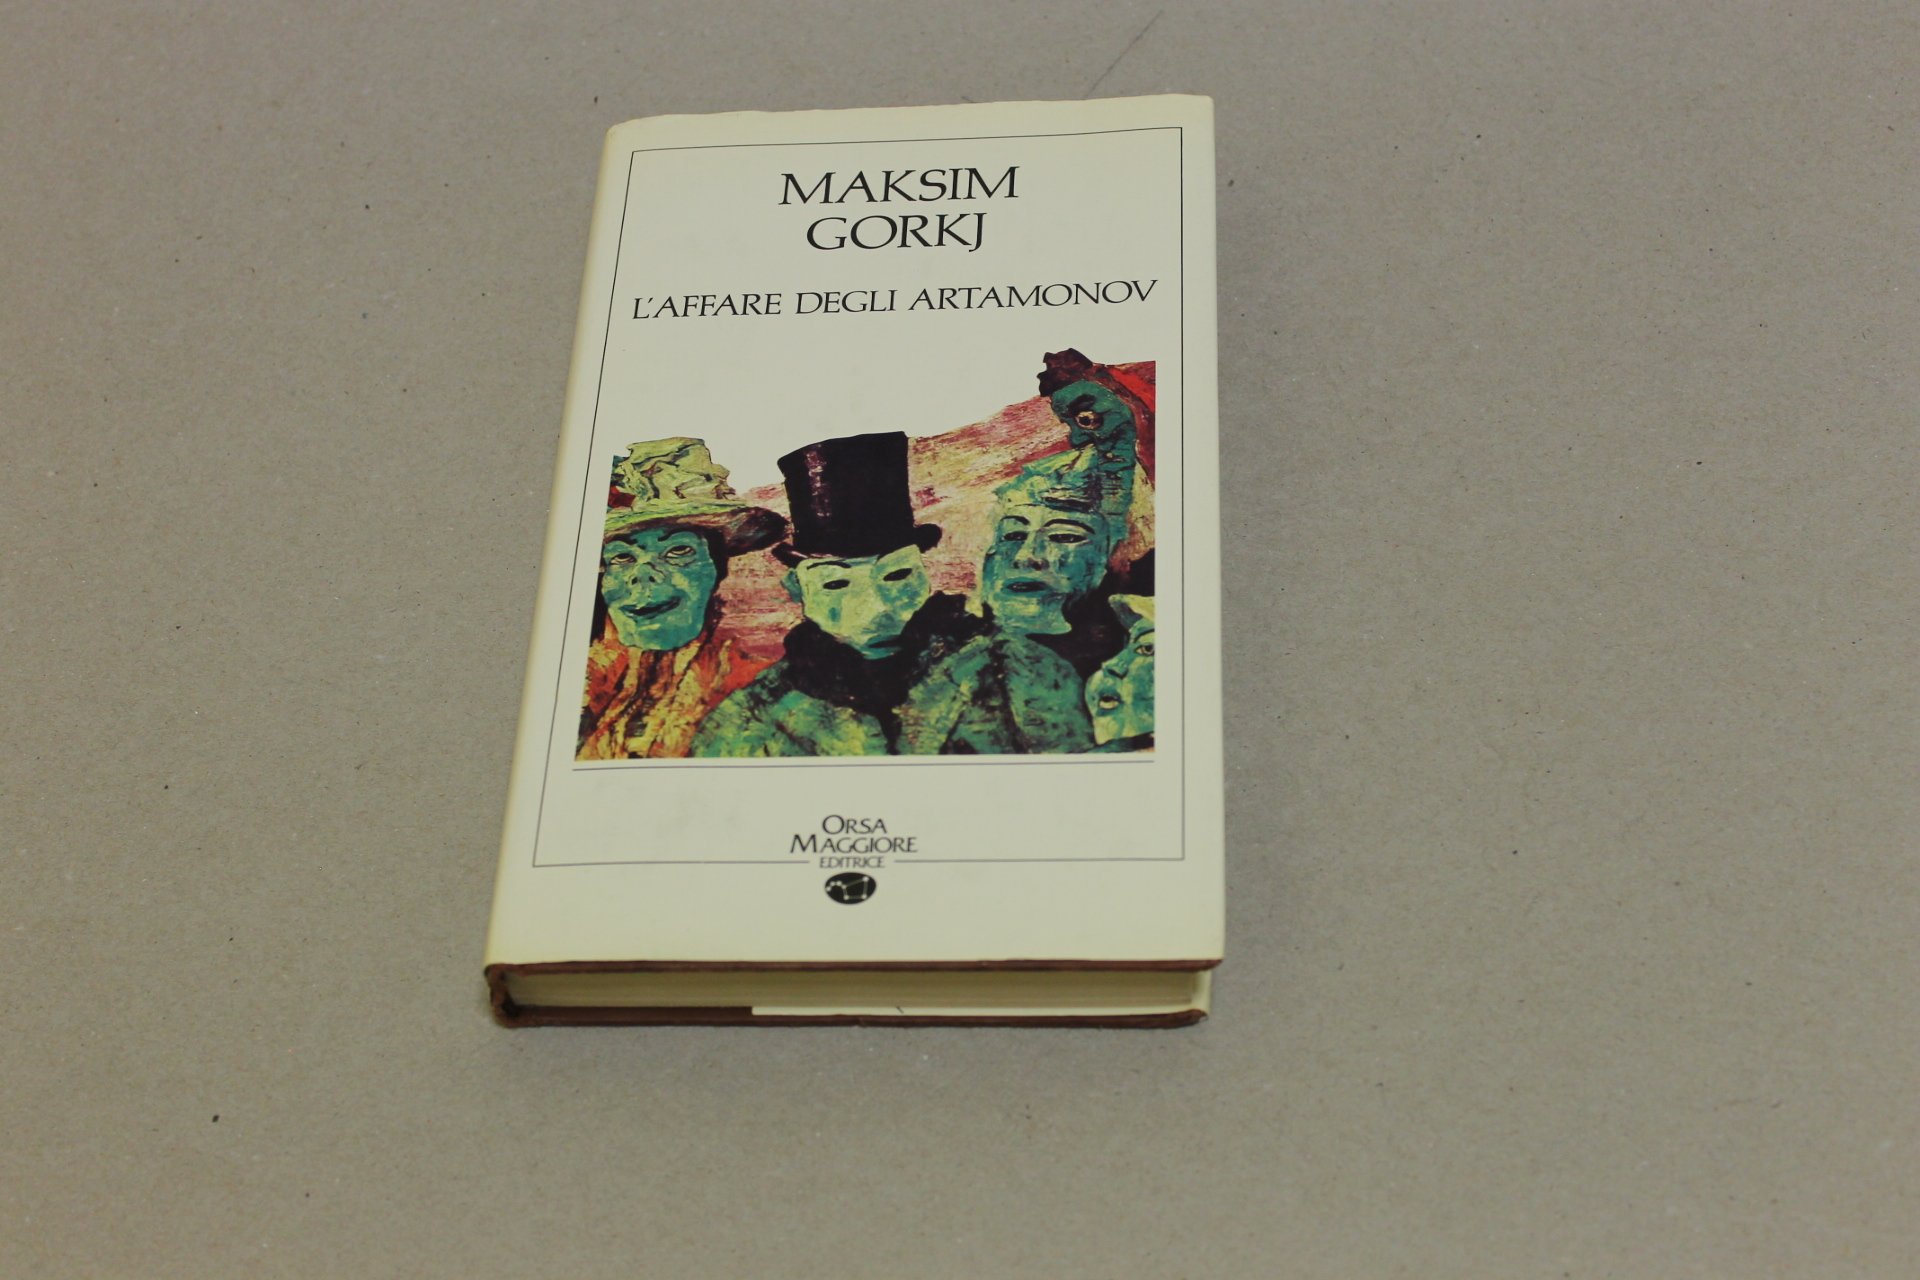 MAKSIM
GORKJ
L'AFFARE DEGLI ARTAMONOV
ORSA
MAGGIORE
EDITRICE